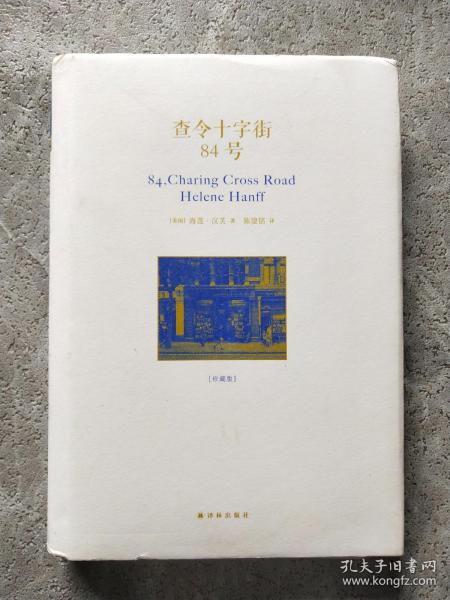 查令十字街
84号
84, Charing Cross Road
Helene Hanff
[美国] 海莲·汉芙 著 陈建铭 译
[珍藏版]
译林出版社
孔夫子旧书网
www.kongfz.com